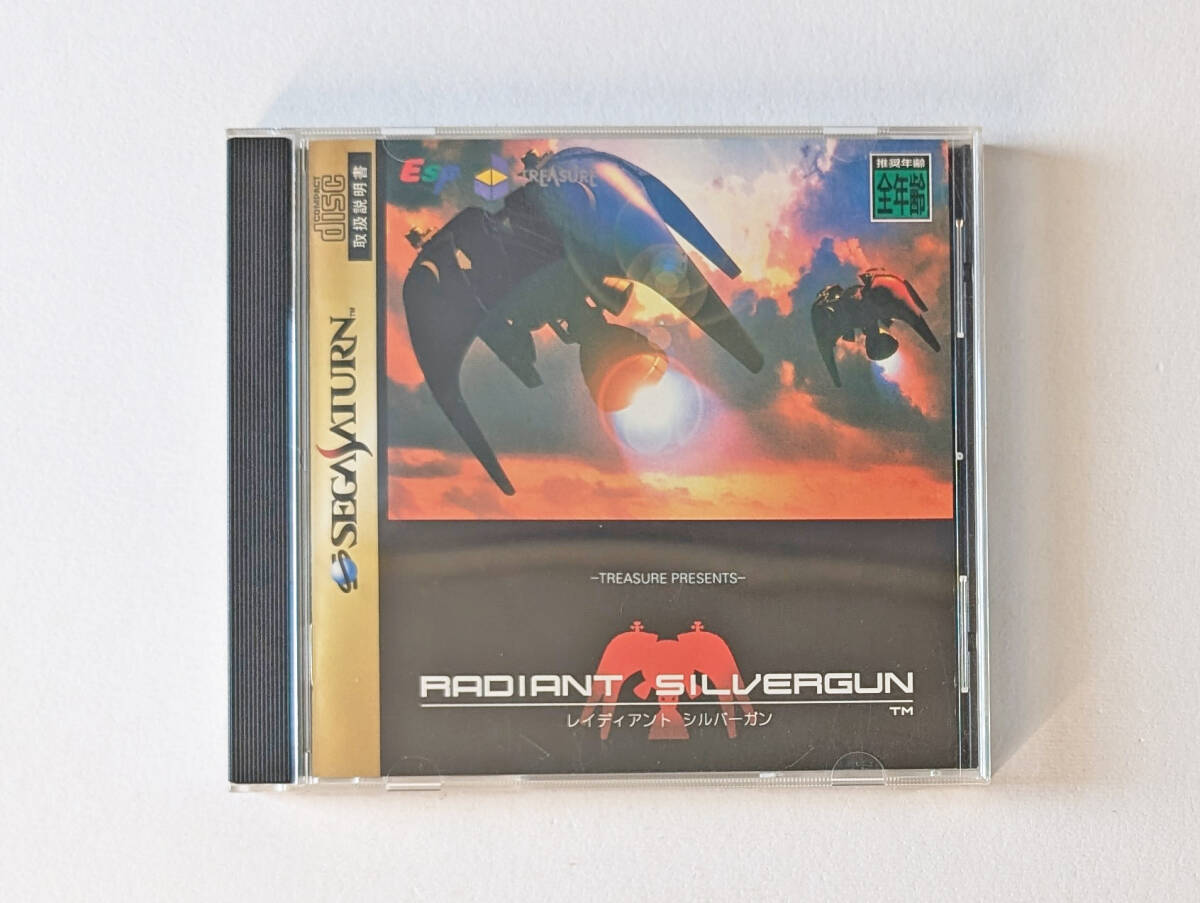 COMPACT
disc
取扱説明書
SEGA SATURN™
ESP
TREASURE
推奨年齢
全年齢
–TREASURE PRESENTS–
RADIANT SILVERGUN
TM
レイディアント シルバーガン